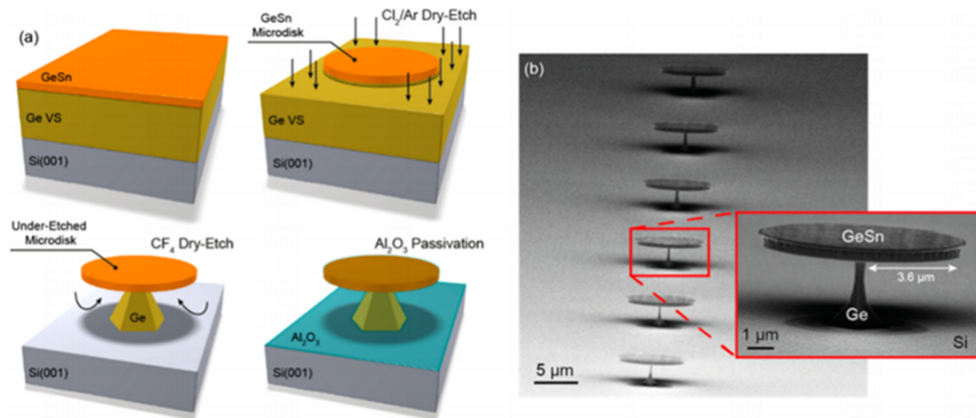 (a)
GeSn
Ge VS
Si(001)
GeSn
Microdisk
Cl₂/Ar Dry-Etch
Ge VS
Si(001)
Under-Etched
Microdisk
CF₄ Dry-Etch
Ge
Si(001)
Al₂O₃ Passivation
Al₂O₃
Si(001)
(b)
5 μm
GeSn
3.6 μm
Ge
1 μm
Si